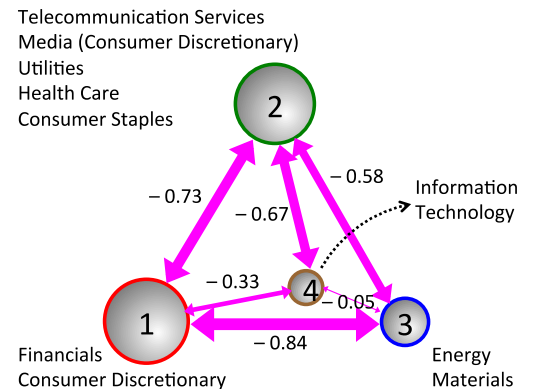 Telecommunication Services
Media (Consumer Discretionary)
Utilities
Health Care
Consumer Staples
2
– 0.73
– 0.67
– 0.58
Information
Technology
– 0.33
4
– 0.05
1
3
– 0.84
Financials
Consumer Discretionary
Energy
Materials